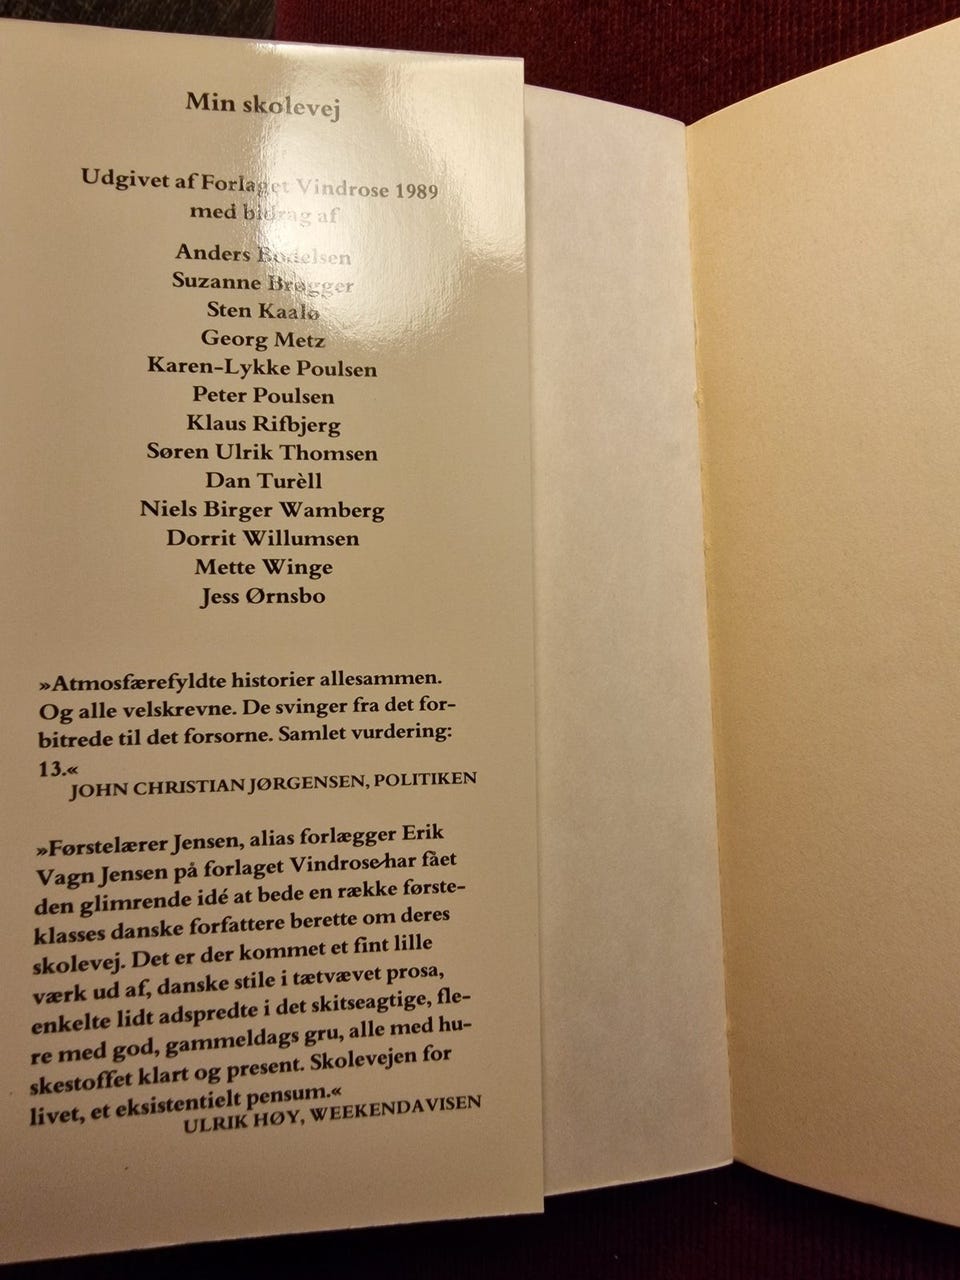 Min skolevej
Udgivet af Forlaget Vindrose 1989
med bidrag af
Anders Bodelsen
Suzanne Brøgger
Sten Kaalø
Georg Metz
Karen-Lykke Poulsen
Peter Poulsen
Klaus Rifbjerg
Søren Ulrik Thomsen
Dan Turèll
Niels Birger Wamberg
Dorrit Willumsen
Mette Winge
Jess Ørnsbo
»Atmosfærefyldte historier allesammen.
Og alle velskrevne. De svinger fra det for-
bitrede til det forsorne. Samlet vurdering:
13.«
JOHN CHRISTIAN JØRGENSEN, POLITIKEN
»Førstelærer Jensen, alias forlægger Erik
Vagn Jensen på forlaget Vindrose har fået
den glimrende idé at bede en række første-
klasses danske forfattere berette om deres
skolevej. Det er der kommet et fint lille
værk ud af, danske stile i tætvævet prosa,
enkelte lidt adspredte i det skitseagtige, fle-
re med god, gammeldags gru, alle med hu-
skestoffet klart og present. Skolevejen for
livet, et eksistentielt pensum.«
ULRIK HØY, WEEKENDAVISEN